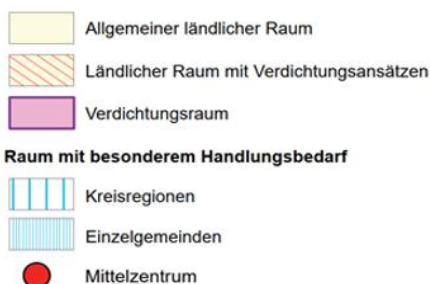 Allgemeiner ländlicher Raum
Ländlicher Raum mit Verdichtungsansätzen
Verdichtungsraum
Raum mit besonderem Handlungsbedarf
Kreisregionen
Einzelgemeinden
Mittelzentrum